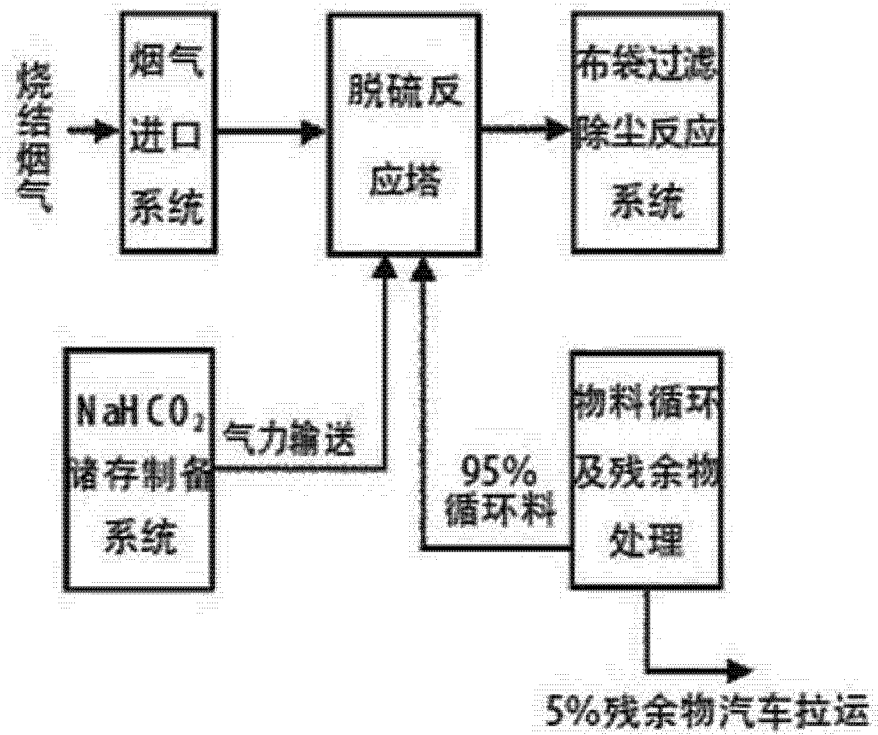 烧结烟气
烟气
进口
系统
脱硫反
应塔
布袋过滤
除尘反应
系统
NaHCO₂
储存制备
系统
气力输送
95%
循环料
物料循环
及残余物
处理
5%残余物汽车拉运